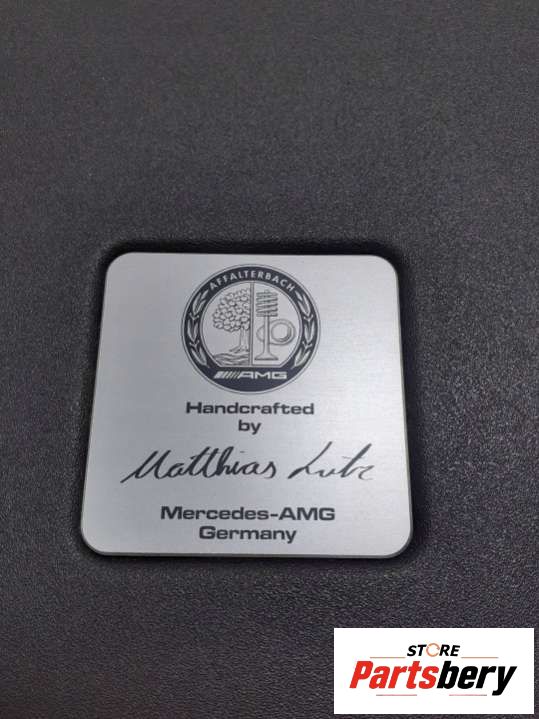 AFFALTERBACH
AMG
Handcrafted
by
Matthias Lutz
Mercedes-AMG
Germany
STORE
Partsbery